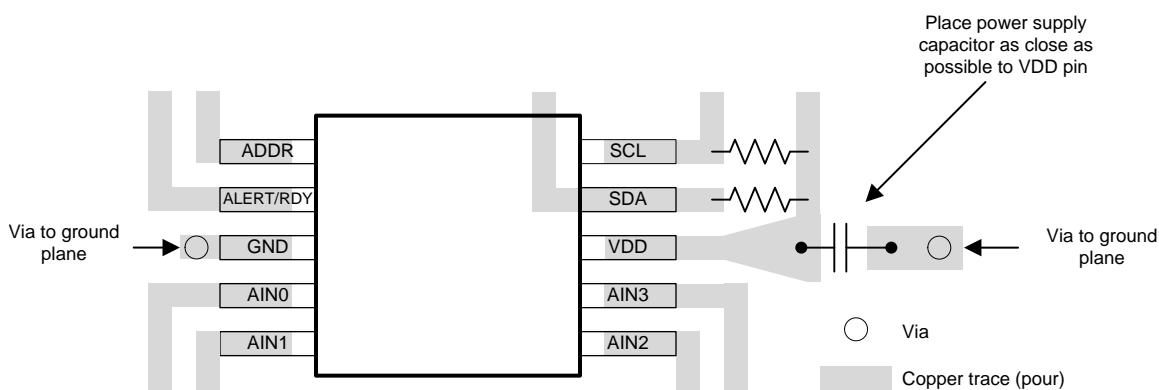 Place power supply
capacitor as close as
possible to VDD pin
ADDR
SCL
ALERT/RDY
SDA
Via to ground
plane
GND
VDD
Via to ground
plane
AIN0
AIN3
AIN1
AIN2
Via
Copper trace (pour)